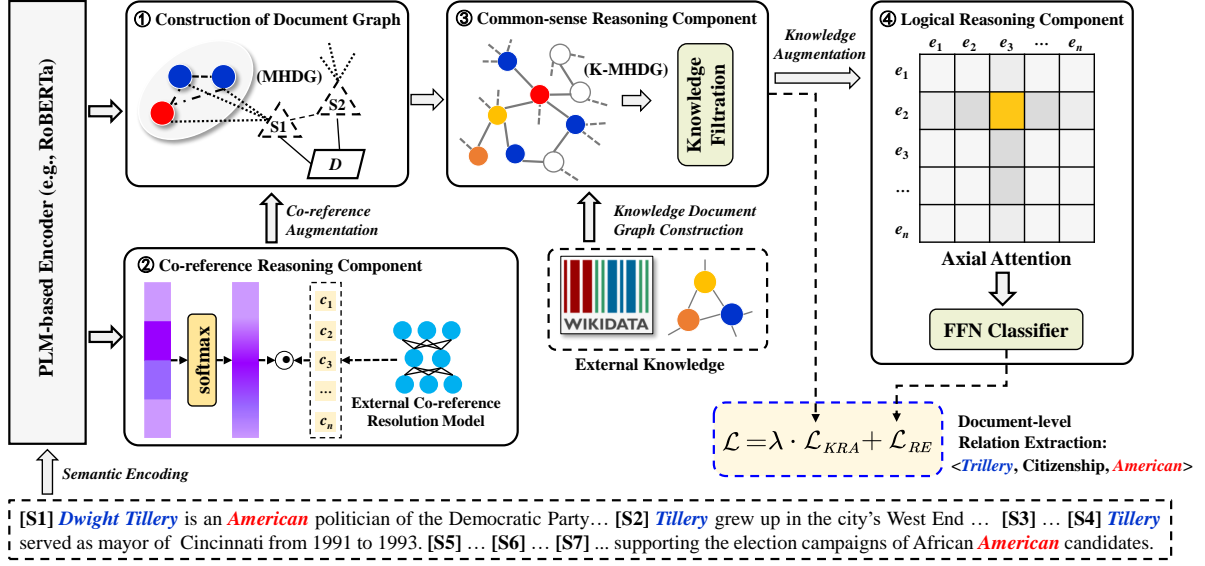 PLM-based Encoder (e.g., RoBERTa)
① Construction of Document Graph
(MHDG)
S1
S2
D
Co-reference
Augmentation
② Co-reference Reasoning Component
softmax
c1
c2
c3
...
cn
External Co-reference
Resolution Model
③ Common-sense Reasoning Component
(K-MHDG)
Knowledge
Filtration
Knowledge Document
Graph Construction
WIKIDATA
External Knowledge
Knowledge
Augmentation
④ Logical Reasoning Component
e1 e2 e3 ... en
e1
e2
e3
...
en
Axial Attention
FFN Classifier
ℒ = λ · ℒKRA + ℒRE
Document-level
Relation Extraction:
<Trillery, Citizenship, American>
Semantic Encoding
[S1] Dwight Tillery is an American politician of the Democratic Party… [S2] Tillery grew up in the city's West End … [S3] … [S4] Tillery
served as mayor of Cincinnati from 1991 to 1993. [S5] … [S6] … [S7] ... supporting the election campaigns of African American candidates.